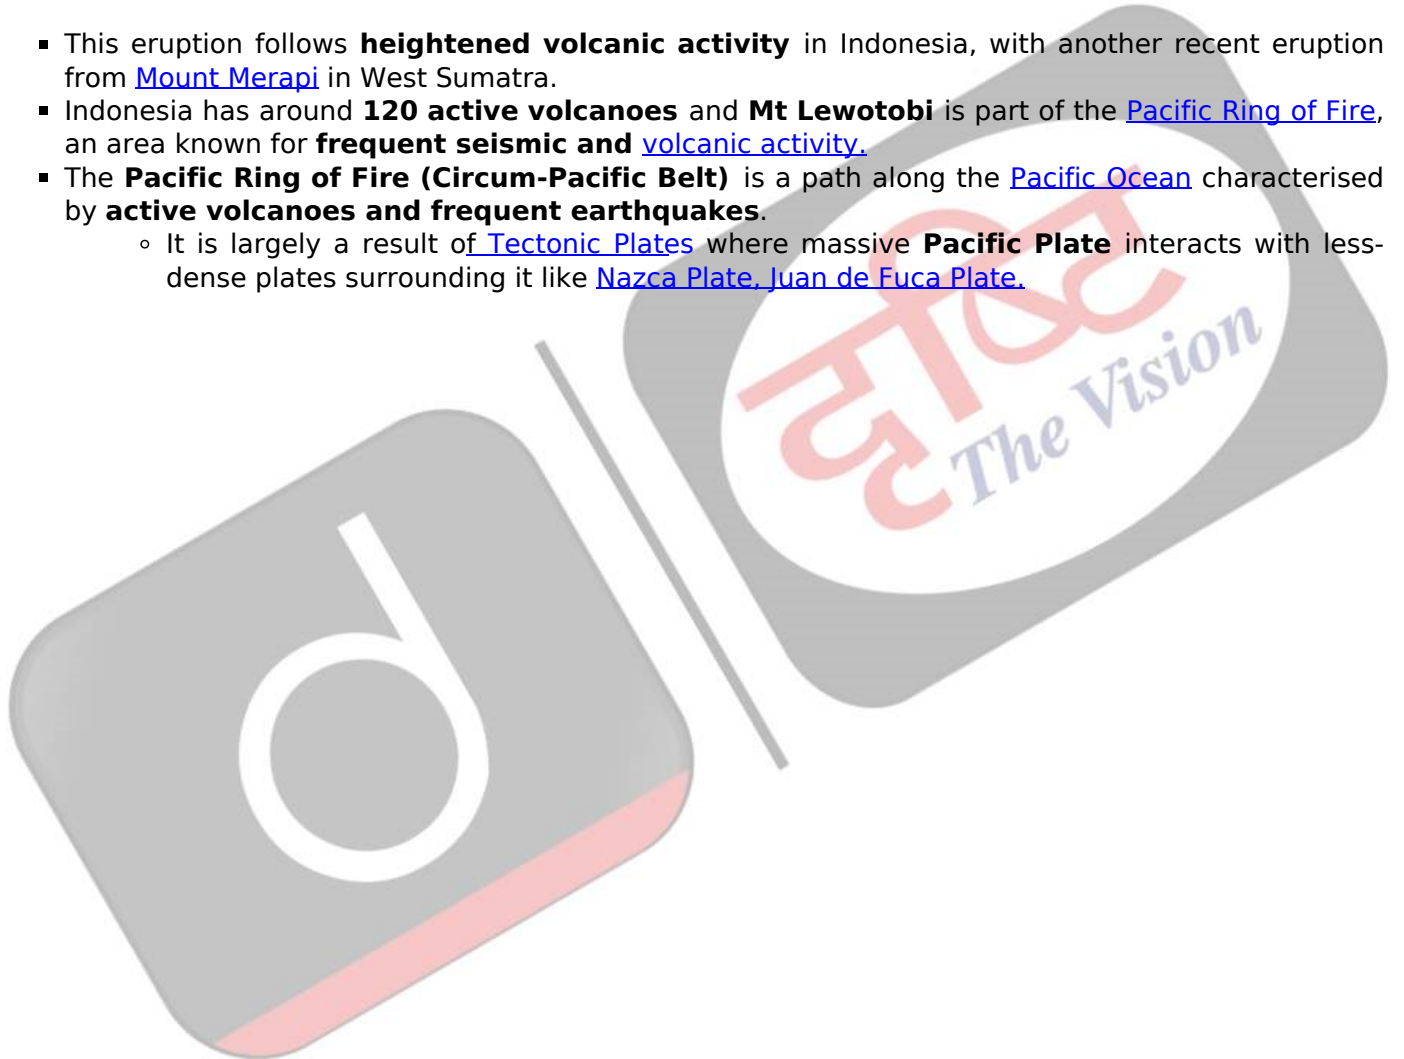 ▪ This eruption follows heightened volcanic activity in Indonesia, with another recent eruption
from Mount Merapi in West Sumatra.
▪ Indonesia has around 120 active volcanoes and Mt Lewotobi is part of the Pacific Ring of Fire,
an area known for frequent seismic and volcanic activity.
▪ The Pacific Ring of Fire (Circum-Pacific Belt) is a path along the Pacific Ocean characterised
by active volcanoes and frequent earthquakes.
◦ It is largely a result of Tectonic Plates where massive Pacific Plate interacts with less-
dense plates surrounding it like Nazca Plate, Juan de Fuca Plate.
दृष्टि
The Vision
d